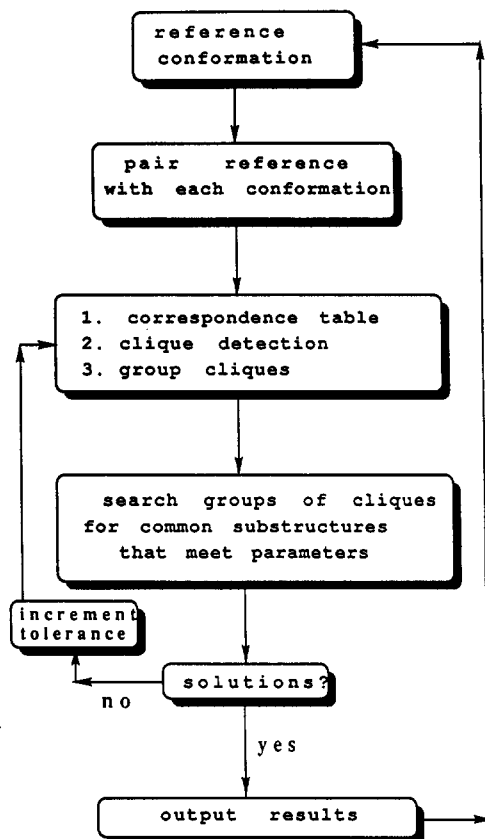 reference
conformation
pair reference
with each conformation
1. correspondence table
2. clique detection
3. group cliques
search groups of cliques
for common substructures
that meet parameters
increment
tolerance
solutions?
no
yes
output results